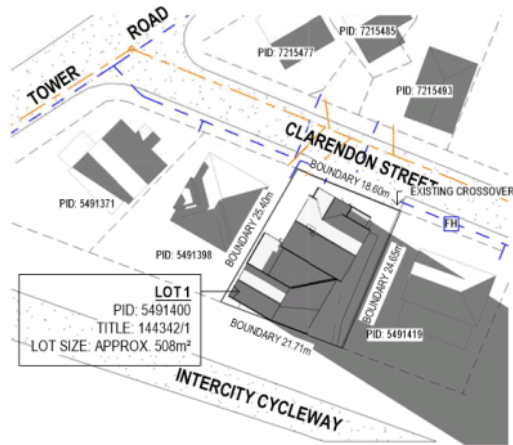 TOWER ROAD
PID: 7215485
PID: 7215477
PID: 7215493
CLARENDON STREET
BOUNDARY 18.60m
EXISTING CROSSOVER
FH
PID: 5491371
PID: 5491398
BOUNDARY 25.40m
BOUNDARY 24.65m
LOT 1
PID: 5491400
TITLE: 144342/1
LOT SIZE: APPROX. 508m²
BOUNDARY 21.71m
PID: 5491419
INTERCITY CYCLEWAY